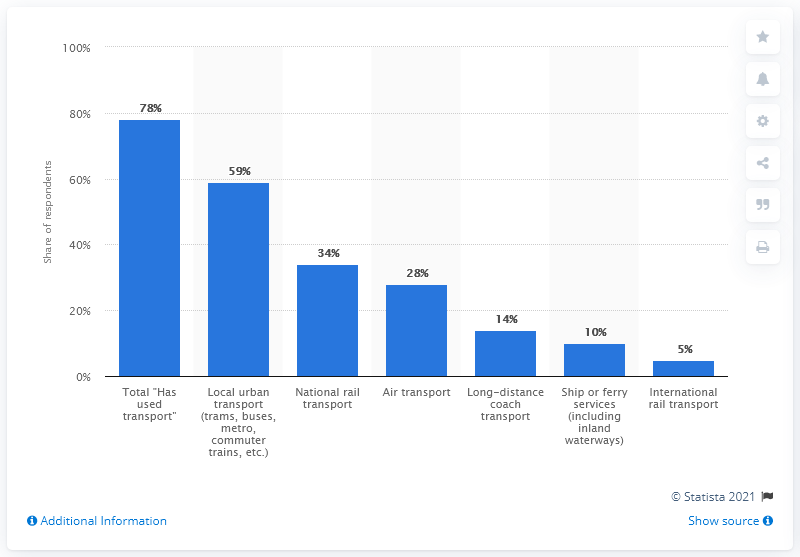 100%
80%
60%
40%
20%
0%
Share of respondents
78%
59%
34%
28%
14%
10%
5%
Total "Has
used
transport"
Local urban
transport
(trams, buses,
metro,
commuter
trains, etc.)
National rail
transport
Air transport
Long-distance
coach
transport
Ship or ferry
services
(including
inland
waterways)
International
rail transport
© Statista 2021
Additional Information
Show source